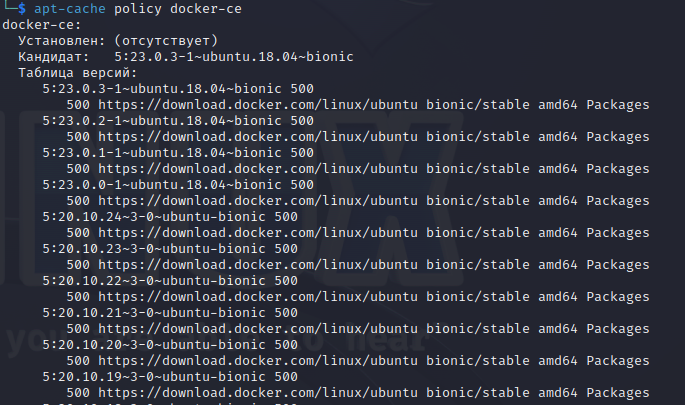 └─$ apt-cache policy docker-ce
docker-ce:
  Установлен: (отсутствует)
  Кандидат:   5:23.0.3-1~ubuntu.18.04~bionic
  Таблица версий:
     5:23.0.3-1~ubuntu.18.04~bionic 500
        500 https://download.docker.com/linux/ubuntu bionic/stable amd64 Packages
     5:23.0.2-1~ubuntu.18.04~bionic 500
        500 https://download.docker.com/linux/ubuntu bionic/stable amd64 Packages
     5:23.0.1-1~ubuntu.18.04~bionic 500
        500 https://download.docker.com/linux/ubuntu bionic/stable amd64 Packages
     5:23.0.0-1~ubuntu.18.04~bionic 500
        500 https://download.docker.com/linux/ubuntu bionic/stable amd64 Packages
     5:20.10.24~3-0~ubuntu-bionic 500
        500 https://download.docker.com/linux/ubuntu bionic/stable amd64 Packages
     5:20.10.23~3-0~ubuntu-bionic 500
        500 https://download.docker.com/linux/ubuntu bionic/stable amd64 Packages
     5:20.10.22~3-0~ubuntu-bionic 500
        500 https://download.docker.com/linux/ubuntu bionic/stable amd64 Packages
     5:20.10.21~3-0~ubuntu-bionic 500
        500 https://download.docker.com/linux/ubuntu bionic/stable amd64 Packages
     5:20.10.20~3-0~ubuntu-bionic 500
        500 https://download.docker.com/linux/ubuntu bionic/stable amd64 Packages
     5:20.10.19~3-0~ubuntu-bionic 500
        500 https://download.docker.com/linux/ubuntu bionic/stable amd64 Packages